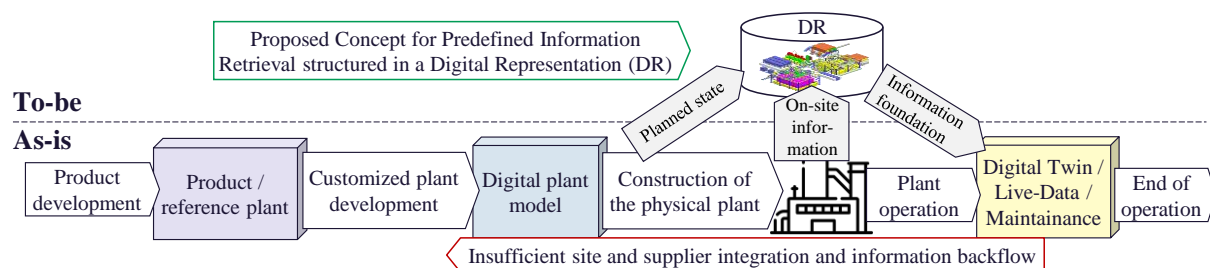 Proposed Concept for Predefined Information
Retrieval structured in a Digital Representation (DR)
DR
Planned state
On-site
infor-
mation
Information
foundation
To-be
As-is
Product
development
Product /
reference plant
Customized plant
development
Digital plant
model
Construction of
the physical plant
Plant
operation
Digital Twin /
Live-Data /
Maintainance
End of
operation
Insufficient site and supplier integration and information backflow